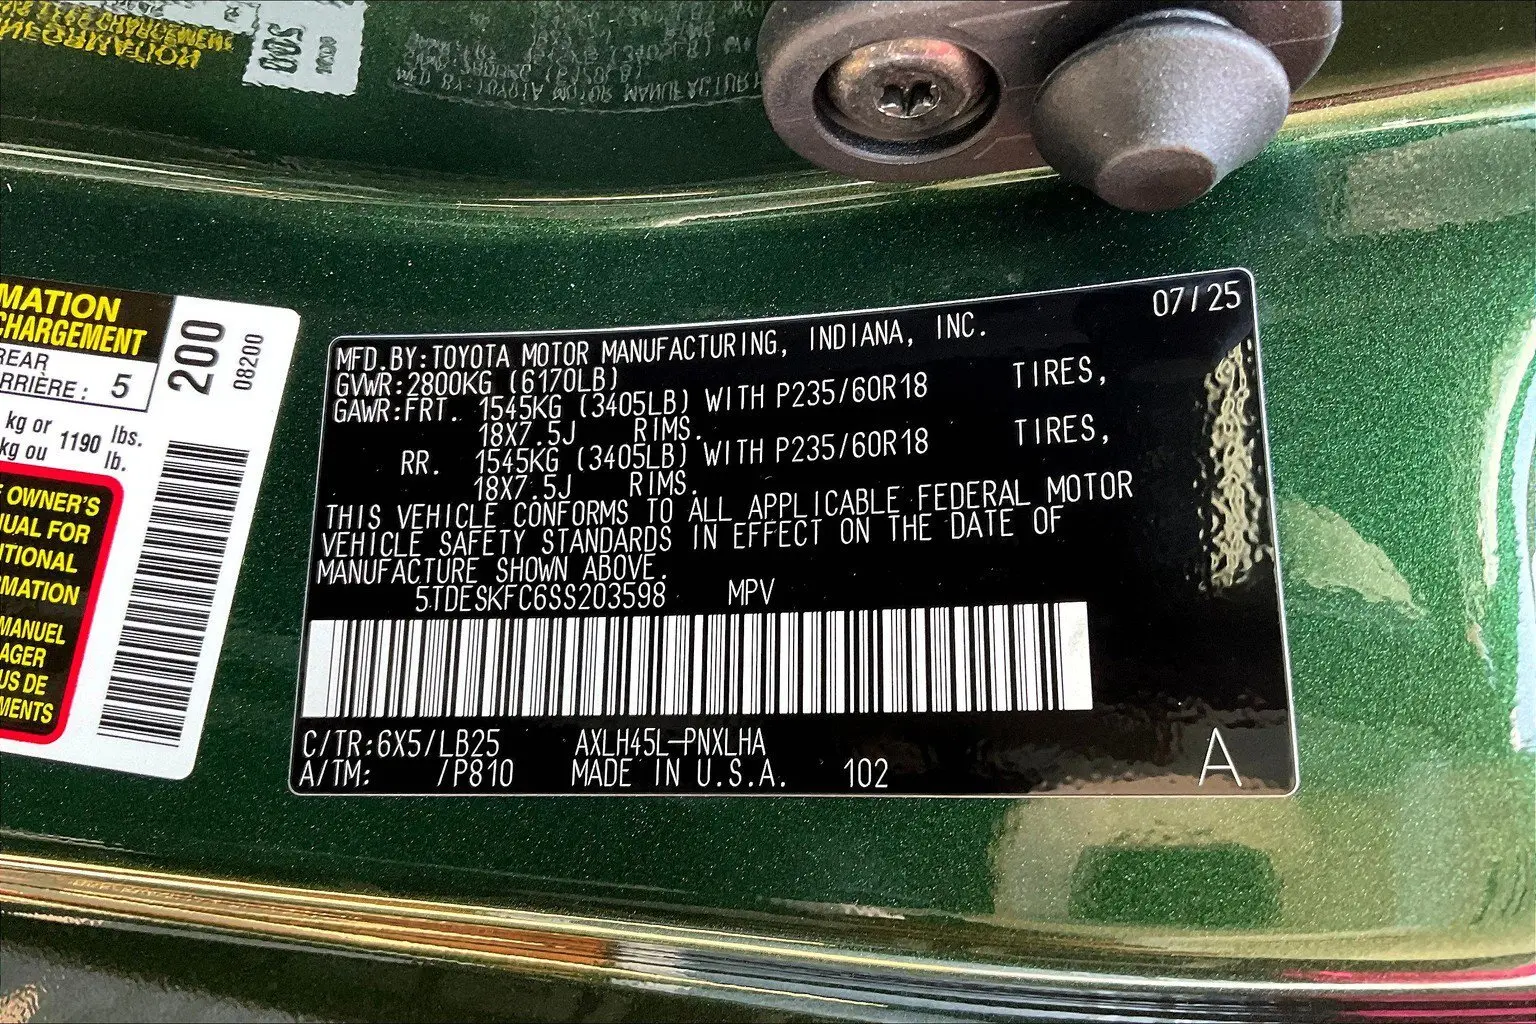 MATION
CHARGEMENT
REAR
RRIÈRE: 5
kg or 1190 lbs.
kg ou lb.
OWNER'S
UAL FOR
ITIONAL
MATION
MANUEL
AGER
US DE
MENTS
200
08200
07/25
MFD.BY:TOYOTA MOTOR MANUFACTURING, INDIANA, INC.
GVWR:2800KG (6170LB)
GAWR:FRT. 1545KG (3405LB) WITH P235/60R18 TIRES,
18X7.5J RIMS.
RR. 1545KG (3405LB) WITH P235/60R18 TIRES,
18X7.5J RIMS.
THIS VEHICLE CONFORMS TO ALL APPLICABLE FEDERAL MOTOR
VEHICLE SAFETY STANDARDS IN EFFECT ON THE DATE OF
MANUFACTURE SHOWN ABOVE.
5TDESKFC6SS203598 MPV
C/TR:6X5/LB25 AXLH45L-PNXLHA
A/TM: /P810 MADE IN U.S.A. 102
A